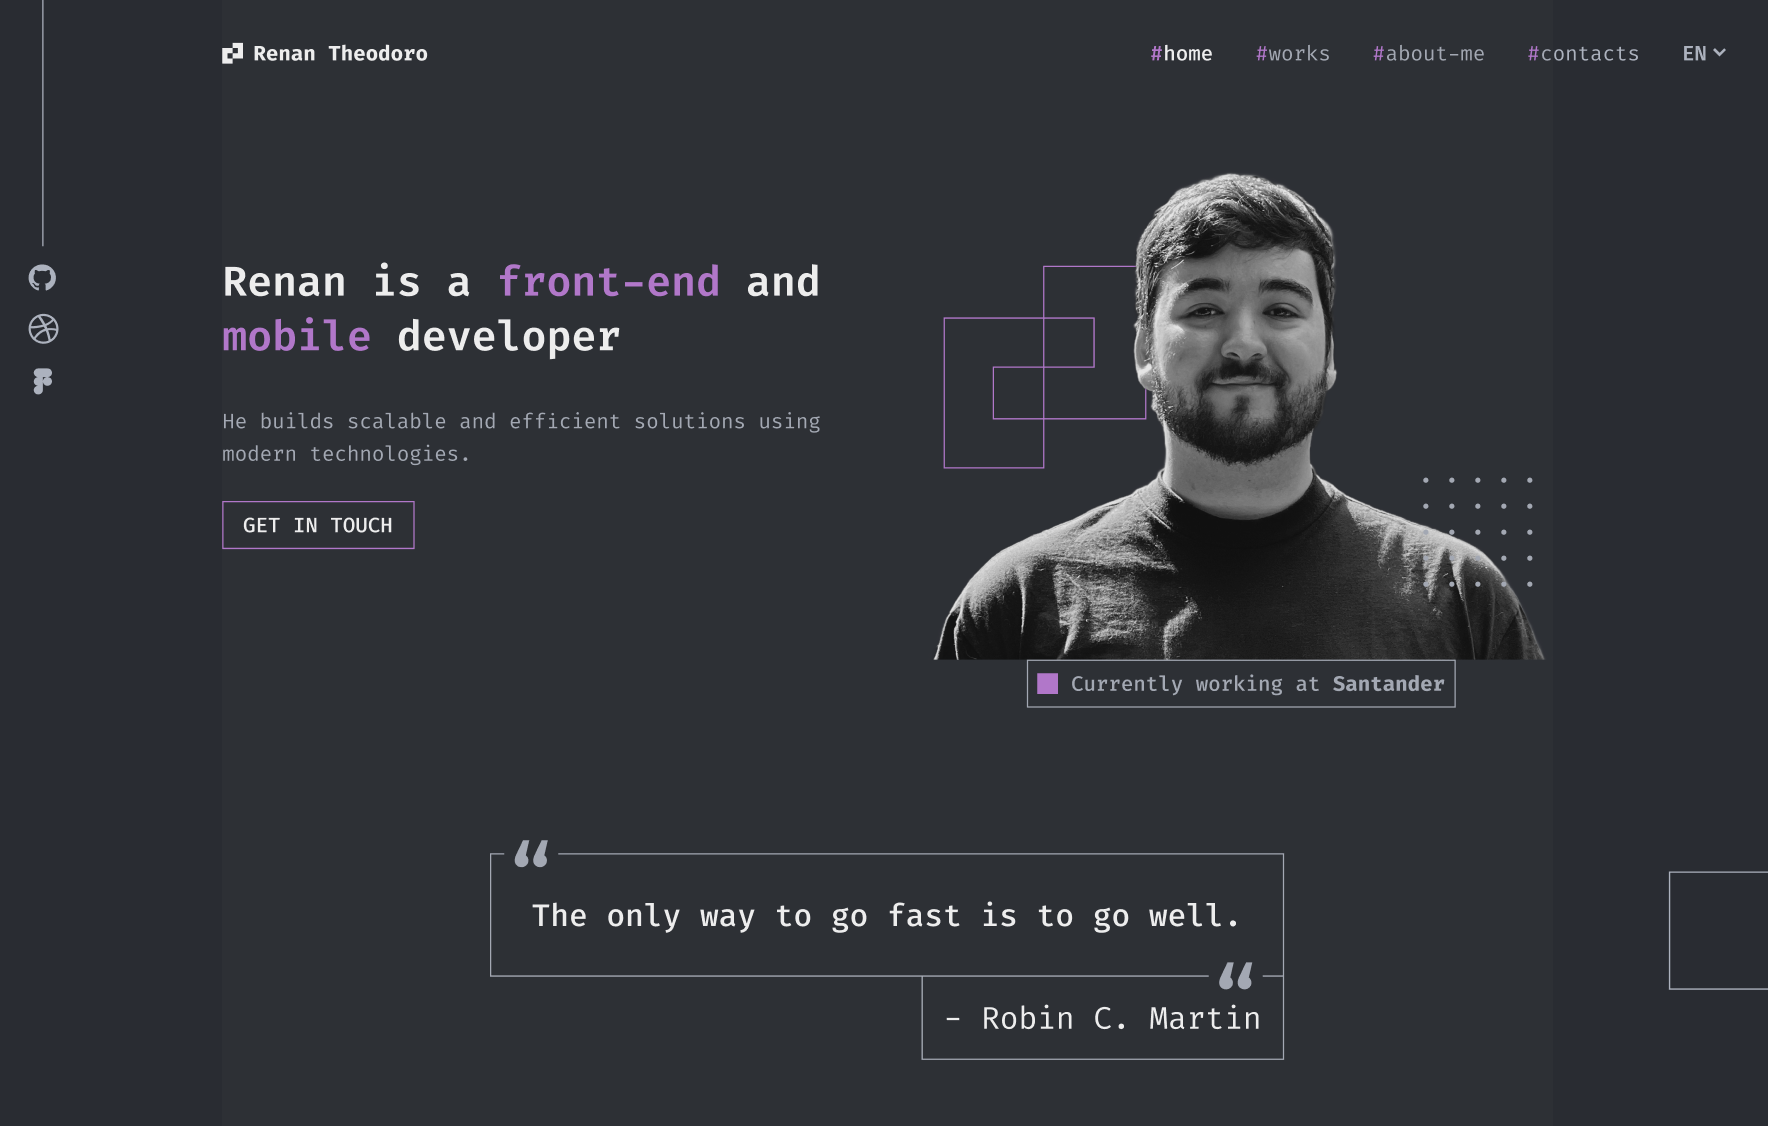 Renan Theodoro
#home #works #about-me #contacts EN
Renan is a front-end and
mobile developer
He builds scalable and efficient solutions using
modern technologies.
GET IN TOUCH
Currently working at Santander
“
The only way to go fast is to go well.
“
- Robin C. Martin